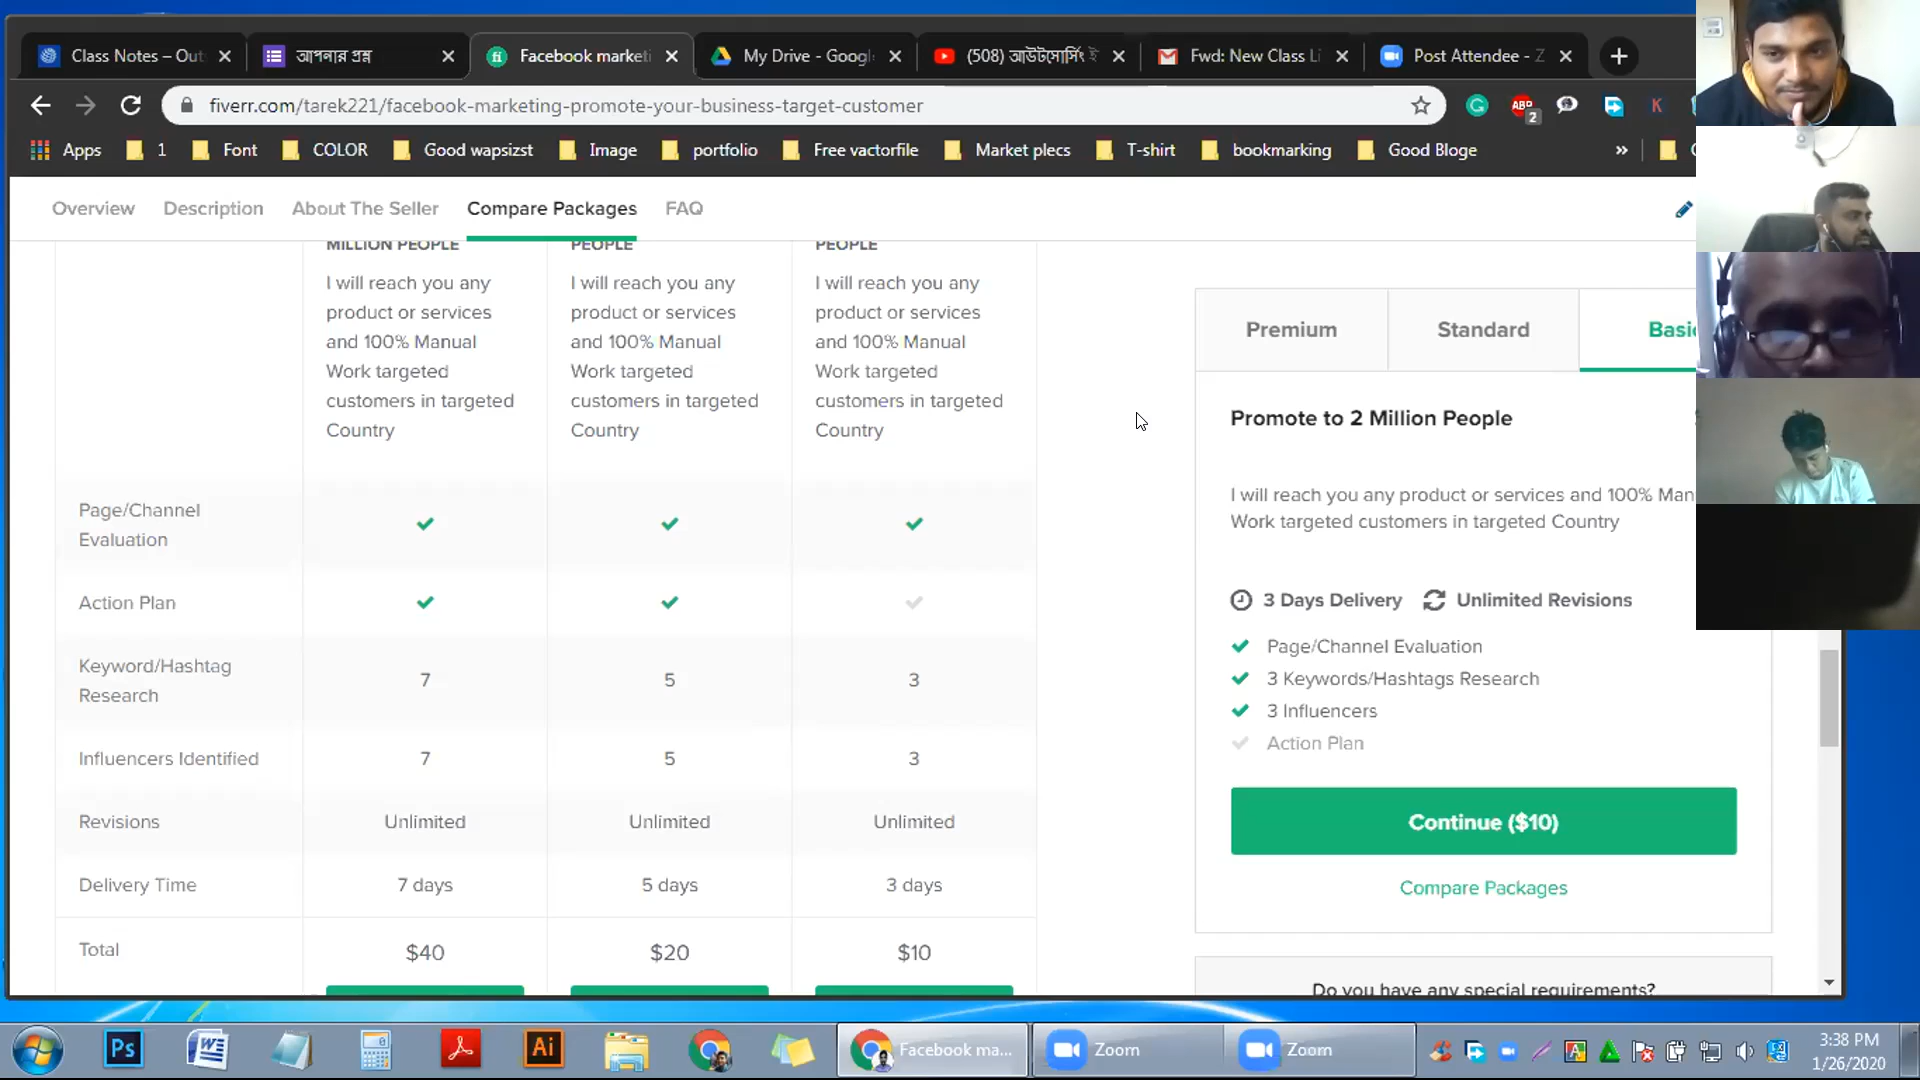 Class Notes – Out
আপনার প্রশ্ন
Facebook marketi
My Drive - Google
(508) আউটসোর্সিং ই
Fwd: New Class Li
Post Attendee - Z
fiverr.com/tarek221/facebook-marketing-promote-your-business-target-customer
ABP
2
K
Apps
1
Font
COLOR
Good wapsizst
Image
portfolio
Free vactorfile
Market plecs
T-shirt
bookmarking
Good Bloge
»
Overview
Description
About The Seller
Compare Packages
FAQ
MILLION PEOPLE
PEOPLE
PEOPLE
I will reach you any
product or services
and 100% Manual
Work targeted
customers in targeted
Country
I will reach you any
product or services
and 100% Manual
Work targeted
customers in targeted
Country
I will reach you any
product or services
and 100% Manual
Work targeted
customers in targeted
Country
Page/Channel
Evaluation
Action Plan
Keyword/Hashtag
Research
7
5
3
Influencers Identified
7
5
3
Revisions
Unlimited
Unlimited
Unlimited
Delivery Time
7 days
5 days
3 days
Total
$40
$20
$10
Premium
Standard
Basi
Promote to 2 Million People
I will reach you any product or services and 100% Man
Work targeted customers in targeted Country
3 Days Delivery
Unlimited Revisions
Page/Channel Evaluation
3 Keywords/Hashtags Research
3 Influencers
Action Plan
Continue ($10)
Compare Packages
Do you have any special requirements?
Ps
W
Ai
Facebook ma...
Zoom
Zoom
3:38 PM
1/26/2020